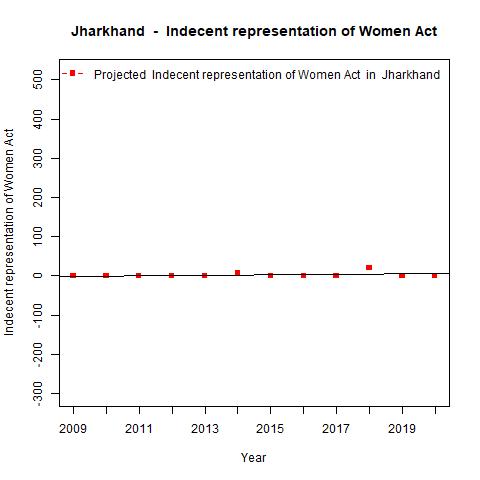 Jharkhand - Indecent representation of Women Act
Projected Indecent representation of Women Act in Jharkhand
Indecent representation of Women Act
500
400
300
200
100
0
-100
-200
-300
2009 2011 2013 2015 2017 2019
Year